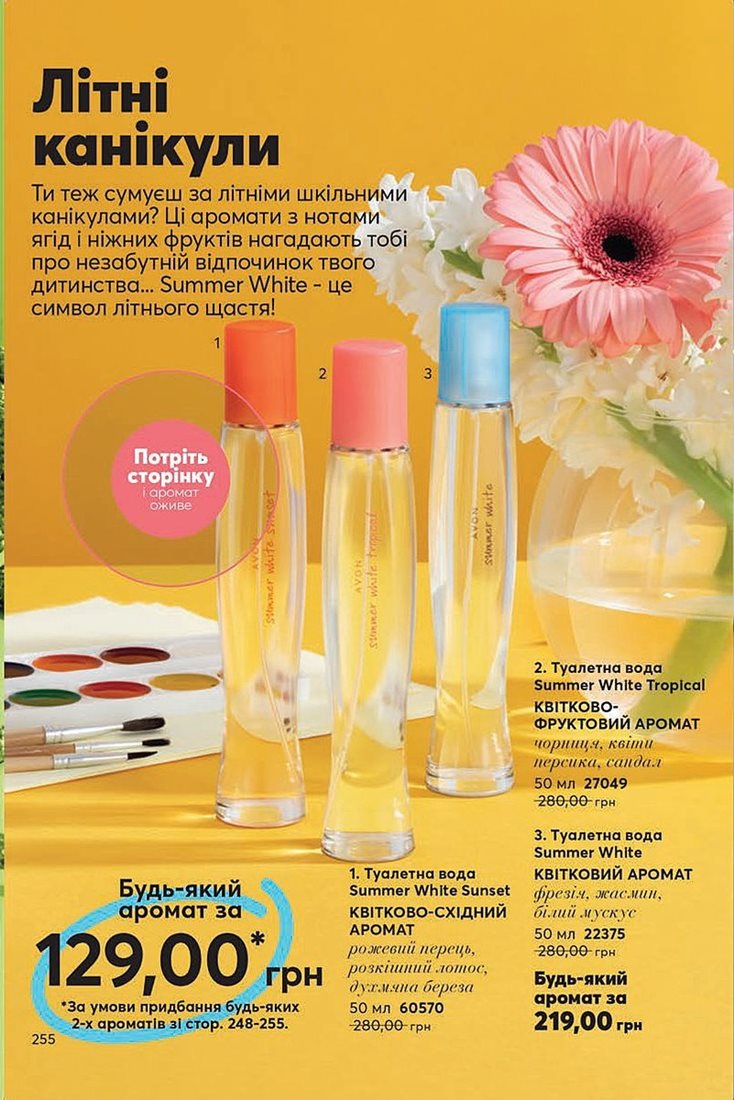 Літні
канікули
Ти теж сумуєш за літніми шкільними
канікулами? Ці аромати з нотами
ягід і ніжних фруктів нагадають тобі
про незабутній відпочинок твого
дитинства... Summer White - це
символ літнього щастя!
1
2
3
Потріть
сторінку
і аромат
оживе
AVON
summer white sunset
AVON
summer white tropical
AVON
summer white
2. Туалетна вода
Summer White Tropical
КВІТКОВО-
ФРУКТОВИЙ АРОМАТ
чорниця, квіти
персика, сандал
50 мл 27049
280,00 грн
3. Туалетна вода
Summer White
КВІТКОВИЙ АРОМАТ
фрезія, жасмин,
білий мускус
50 мл 22375
280,00 грн
Будь-який
аромат за
219,00 грн
1. Туалетна вода
Summer White Sunset
КВІТКОВО-СХІДНИЙ
АРОМАТ
рожевий перець,
розкішний лотос,
духмяна береза
50 мл 60570
280,00 грн
Будь-який
аромат за
129,00* грн
*За умови придбання будь-яких
2-х ароматів зі стор. 248-255.
255